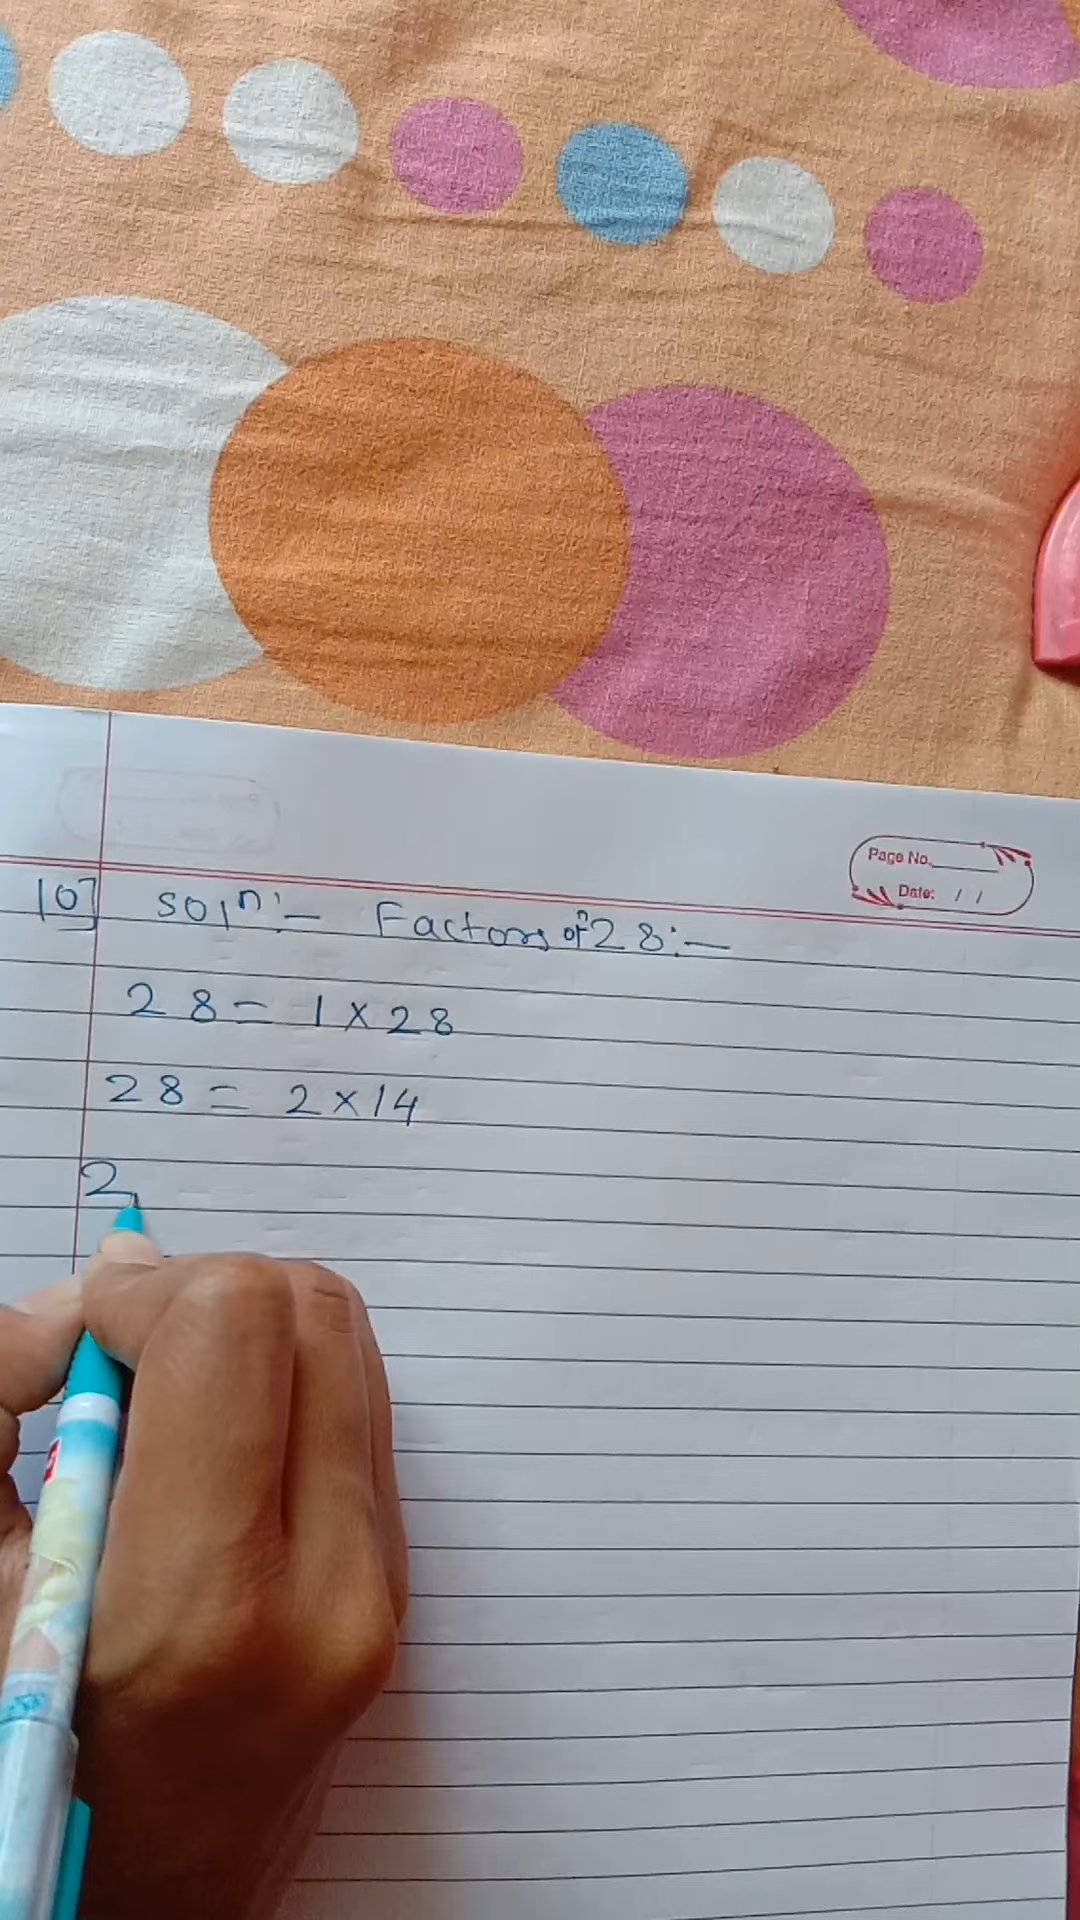 Page No.
Date: / /
10] soln:- Factors of 28:-
28 = 1 × 28
28 = 2 × 14
2